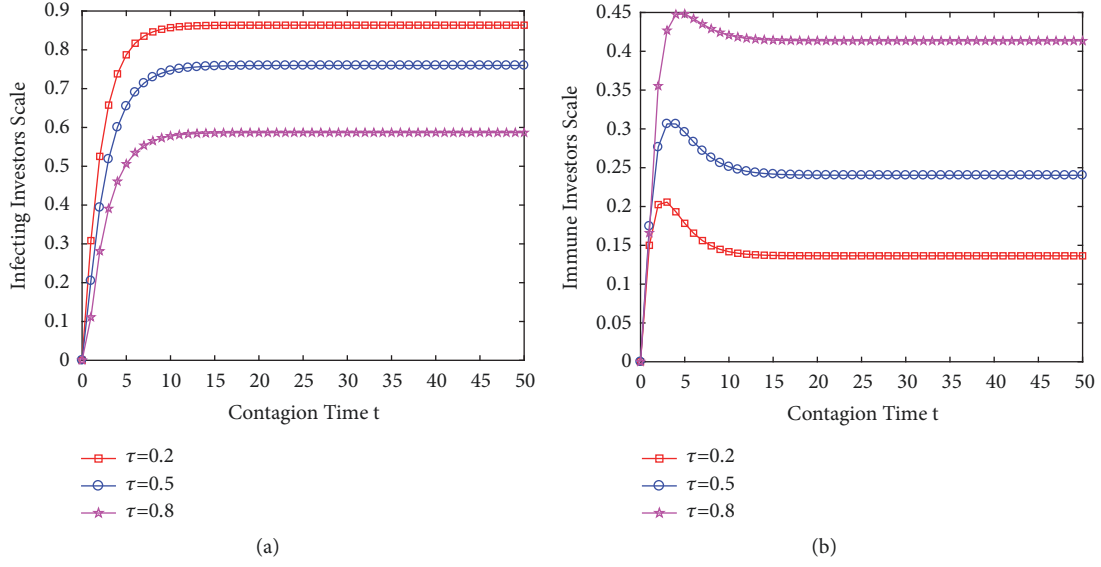 0.9
0.8
0.7
0.6
0.5
0.4
0.3
0.2
0.1
0
Infecting Investors Scale
0 5 10 15 20 25 30 35 40 45 50
Contagion Time t
τ=0.2
τ=0.5
τ=0.8
(a)
0.45
0.4
0.35
0.3
0.25
0.2
0.15
0.1
0.05
0
Immune Investors Scale
0 5 10 15 20 25 30 35 40 45 50
Contagion Time t
τ=0.2
τ=0.5
τ=0.8
(b)